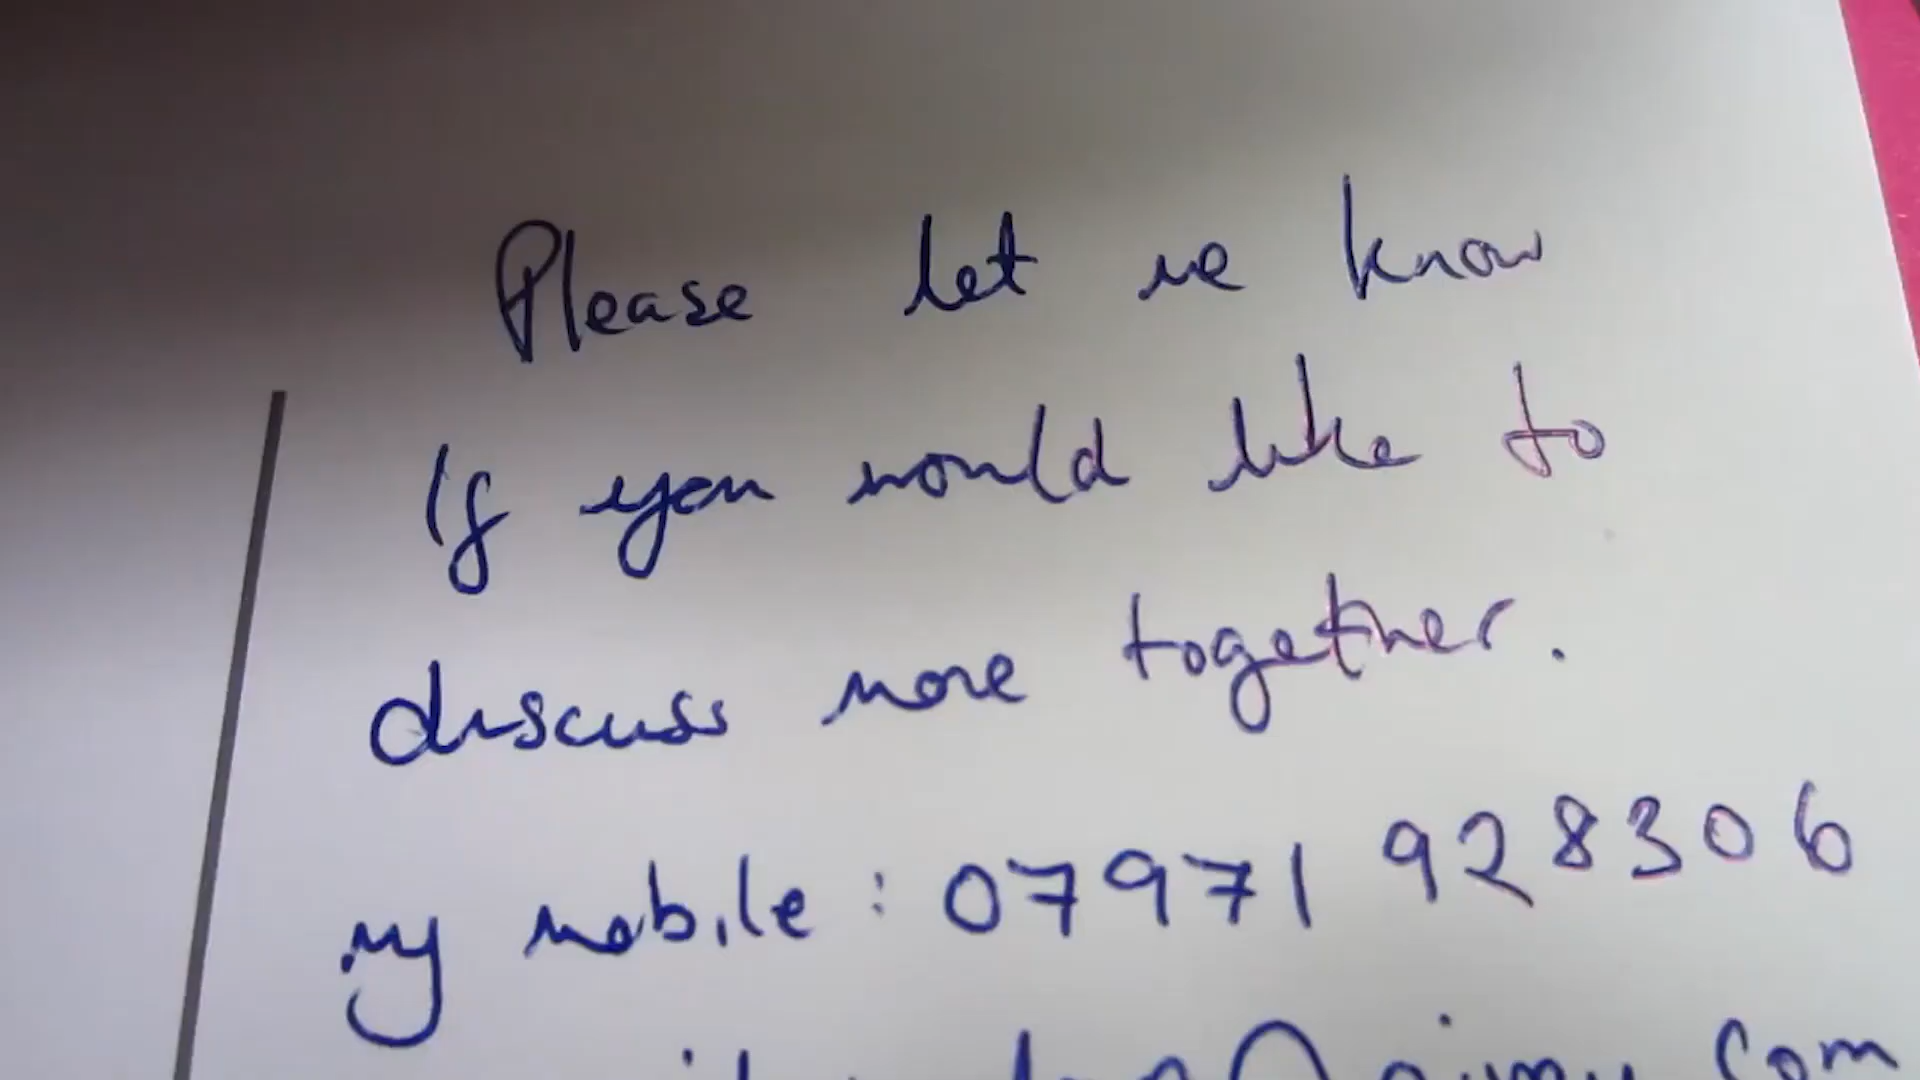 Please let me know
If you would like to
discuss more together.
my mobile : 07971 928306